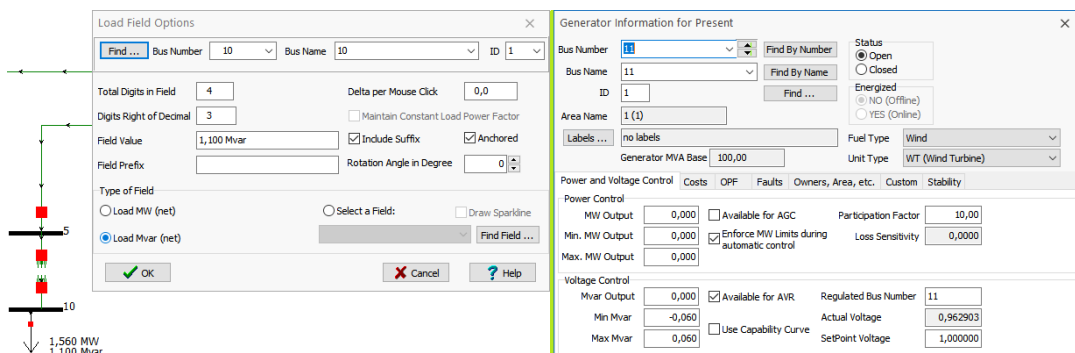 Load Field Options
Find ... Bus Number 10 Bus Name 10 ID 1
Total Digits in Field 4 Delta per Mouse Click 0,0
Digits Right of Decimal 3 Maintain Constant Load Power Factor
Field Value 1,100 Mvar Include Suffix Anchored
Field Prefix Rotation Angle in Degree 0
Type of Field
Load MW (net) Select a Field: Draw Sparkline
Load Mvar (net) Find Field ...
OK Cancel ? Help
5
10
1,560 MW
1,100 Mvar
Generator Information for Present
Bus Number 11 Find By Number
Bus Name 11 Find By Name
ID 1 Find ...
Area Name 1 (1)
Labels ... no labels
Generator MVA Base 100,00
Status
Open
Closed
Energized
NO (Offline)
YES (Online)
Fuel Type Wind
Unit Type WT (Wind Turbine)
Power and Voltage Control Costs OPF Faults Owners, Area, etc. Custom Stability
Power Control
MW Output 0,000 Available for AGC Participation Factor 10,00
Min. MW Output 0,000 Enforce MW Limits during automatic control Loss Sensitivity 0,0000
Max. MW Output 0,000
Voltage Control
Mvar Output 0,000 Available for AVR Regulated Bus Number 11
Min Mvar -0,060 Actual Voltage 0,962903
Max Mvar 0,060 Use Capability Curve SetPoint Voltage 1,000000